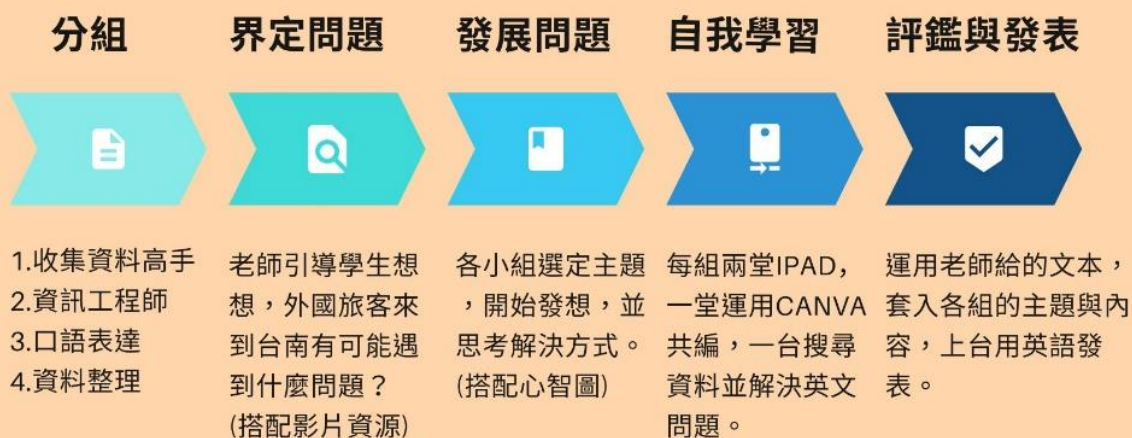 分組
界定問題
發展問題
自我學習
評鑑與發表
1.收集資料高手
2.資訊工程師
3.口語表達
4.資料整理
老師引導學生想
想，外國旅客來
到台南有可能遇
到什麼問題？
(搭配影片資源)
各小組選定主題
，開始發想，並
思考解決方式。
(搭配心智圖)
每組兩堂IPAD，
一堂運用CANVA
共編，一台搜尋
資料並解決英文
問題。
運用老師給的文本，
套入各組的主題與內
容，上台用英語發
表。